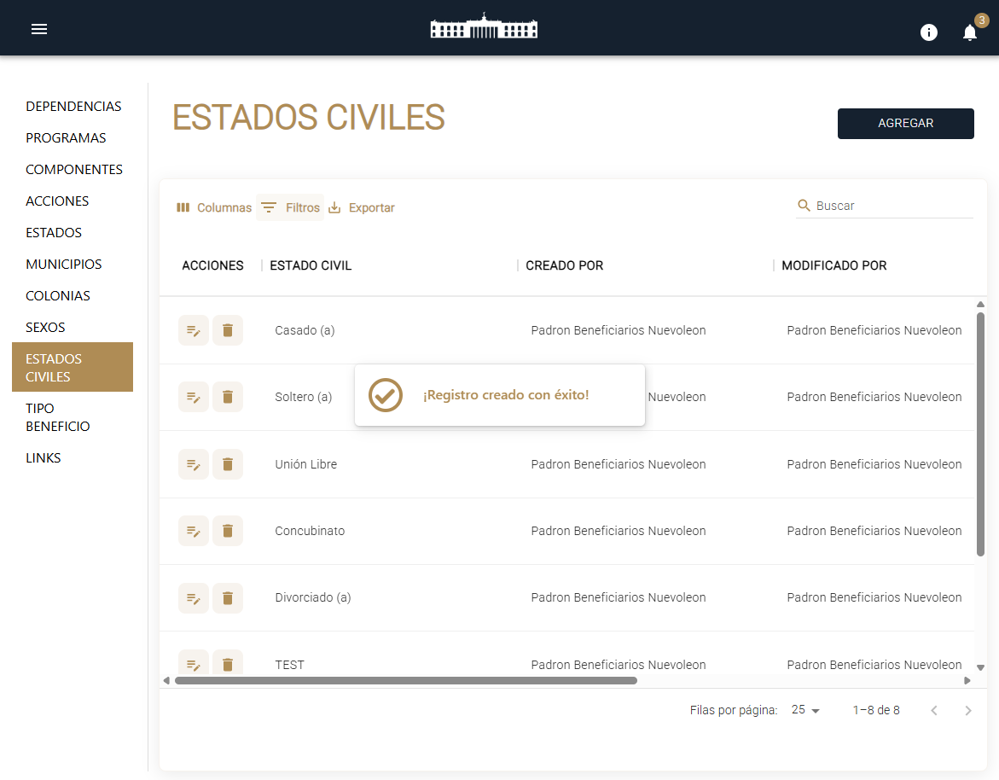 3
DEPENDENCIAS
PROGRAMAS
COMPONENTES
ACCIONES
ESTADOS
MUNICIPIOS
COLONIAS
SEXOS
ESTADOS
CIVILES
TIPO
BENEFICIO
LINKS
ESTADOS CIVILES
AGREGAR
Columnas Filtros Exportar Buscar
ACCIONES ESTADO CIVIL CREADO POR MODIFICADO POR
Casado (a) Padron Beneficiarios Nuevoleon Padron Beneficiarios Nuevoleon
Soltero (a) Nuevoleon Padron Beneficiarios Nuevoleon
¡Registro creado con éxito!
Unión Libre Padron Beneficiarios Nuevoleon Padron Beneficiarios Nuevoleon
Concubinato Padron Beneficiarios Nuevoleon Padron Beneficiarios Nuevoleon
Divorciado (a) Padron Beneficiarios Nuevoleon Padron Beneficiarios Nuevoleon
TEST Padron Beneficiarios Nuevoleon Padron Beneficiarios Nuevoleon
Filas por página: 25 1–8 de 8